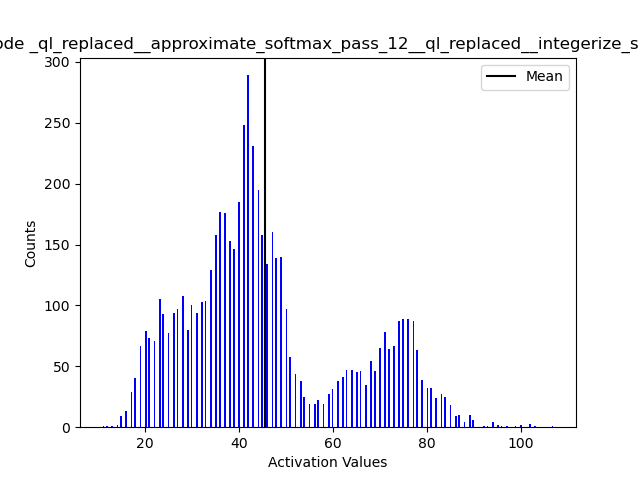 ode _ql_replaced__approximate_softmax_pass_12__ql_replaced__integerize_s
Mean
300
250
200
150
100
50
0
Counts
20 40 60 80 100
Activation Values